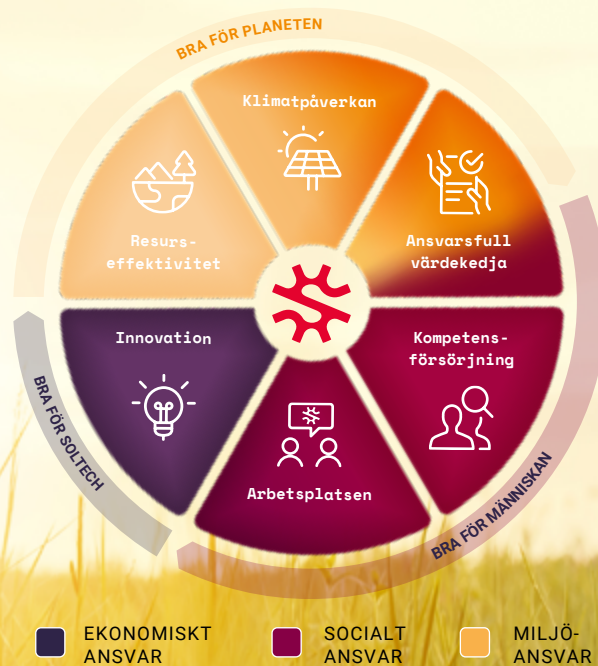 BRA FÖR PLANETEN
Klimatpåverkan
Resurs-
effektivitet
Ansvarsfull
värdekedja
Innovation
Kompetens-
försörjning
Arbetsplatsen
BRA FÖR SOLTECH
BRA FÖR MÄNNISKAN
EKONOMISKT
ANSVAR
SOCIALT
ANSVAR
MILJÖ-
ANSVAR